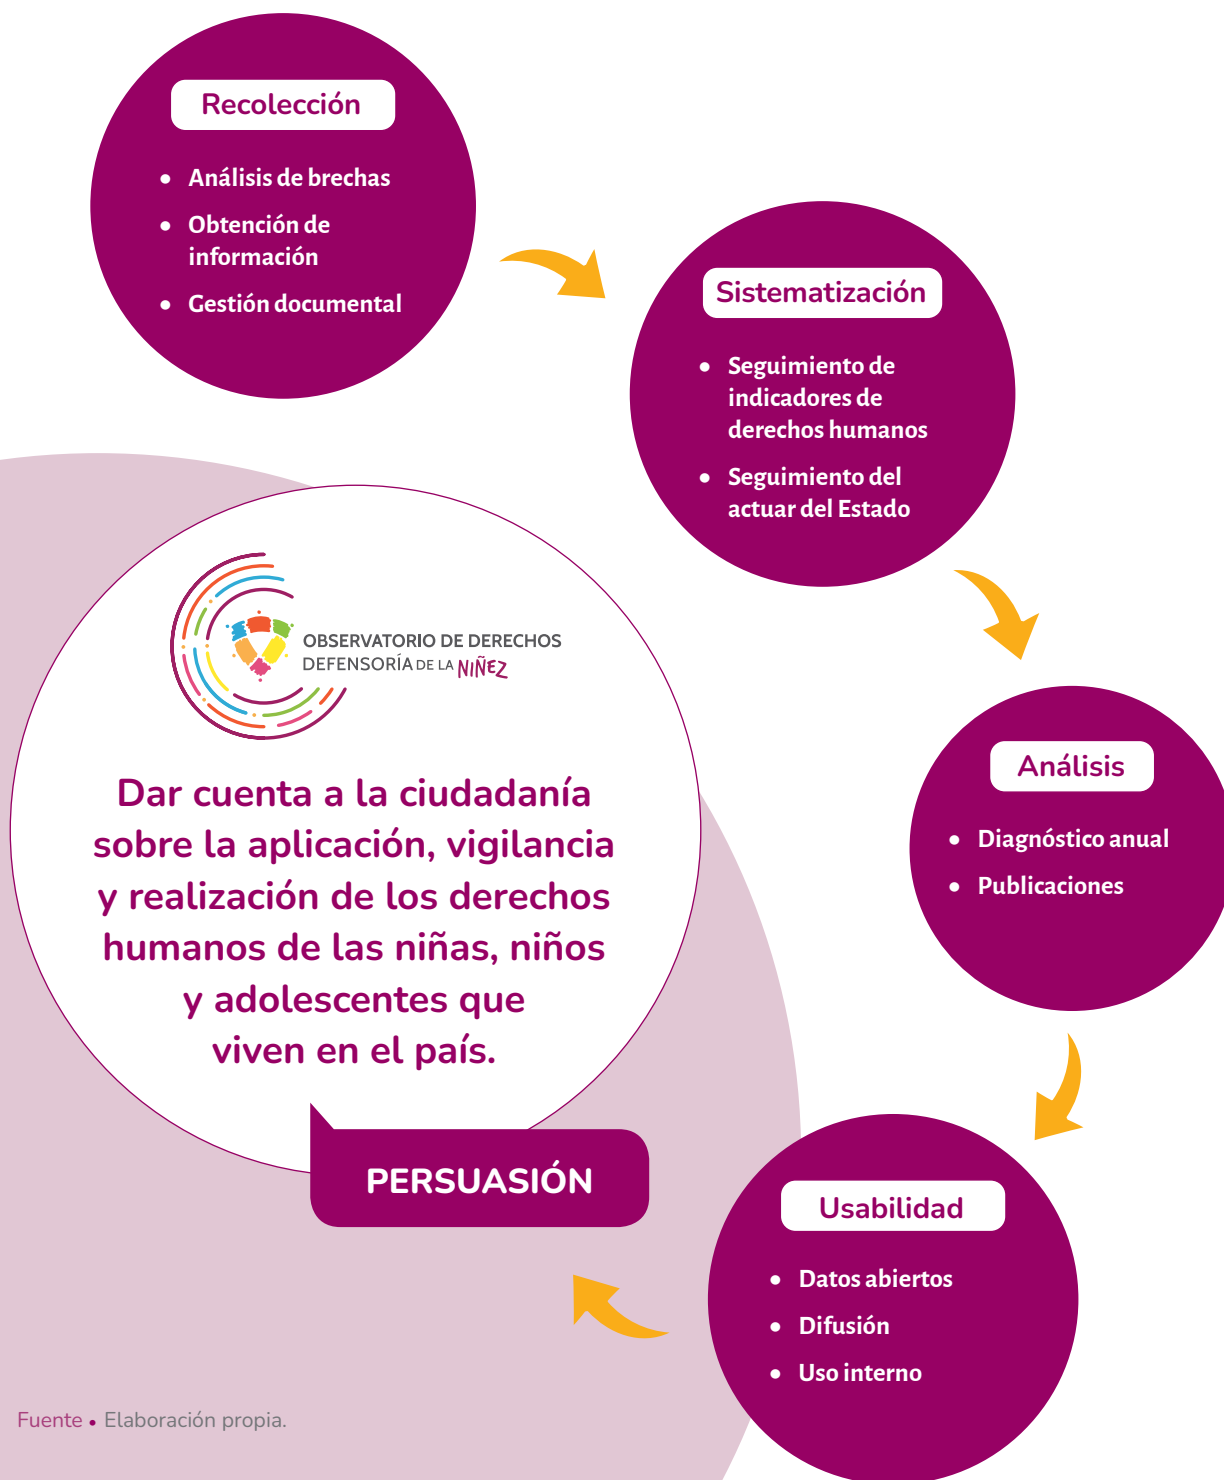 Recolección
• Análisis de brechas
• Obtención de
información
• Gestión documental
Sistematización
• Seguimiento de
indicadores de
derechos humanos
• Seguimiento del
actuar del Estado
OBSERVATORIO DE DERECHOS
DEFENSORÍA DE LA NIÑEZ
Dar cuenta a la ciudadanía
sobre la aplicación, vigilancia
y realización de los derechos
humanos de las niñas, niños
y adolescentes que
viven en el país.
PERSUASIÓN
Análisis
• Diagnóstico anual
• Publicaciones
Usabilidad
• Datos abiertos
• Difusión
• Uso interno
Fuente • Elaboración propia.